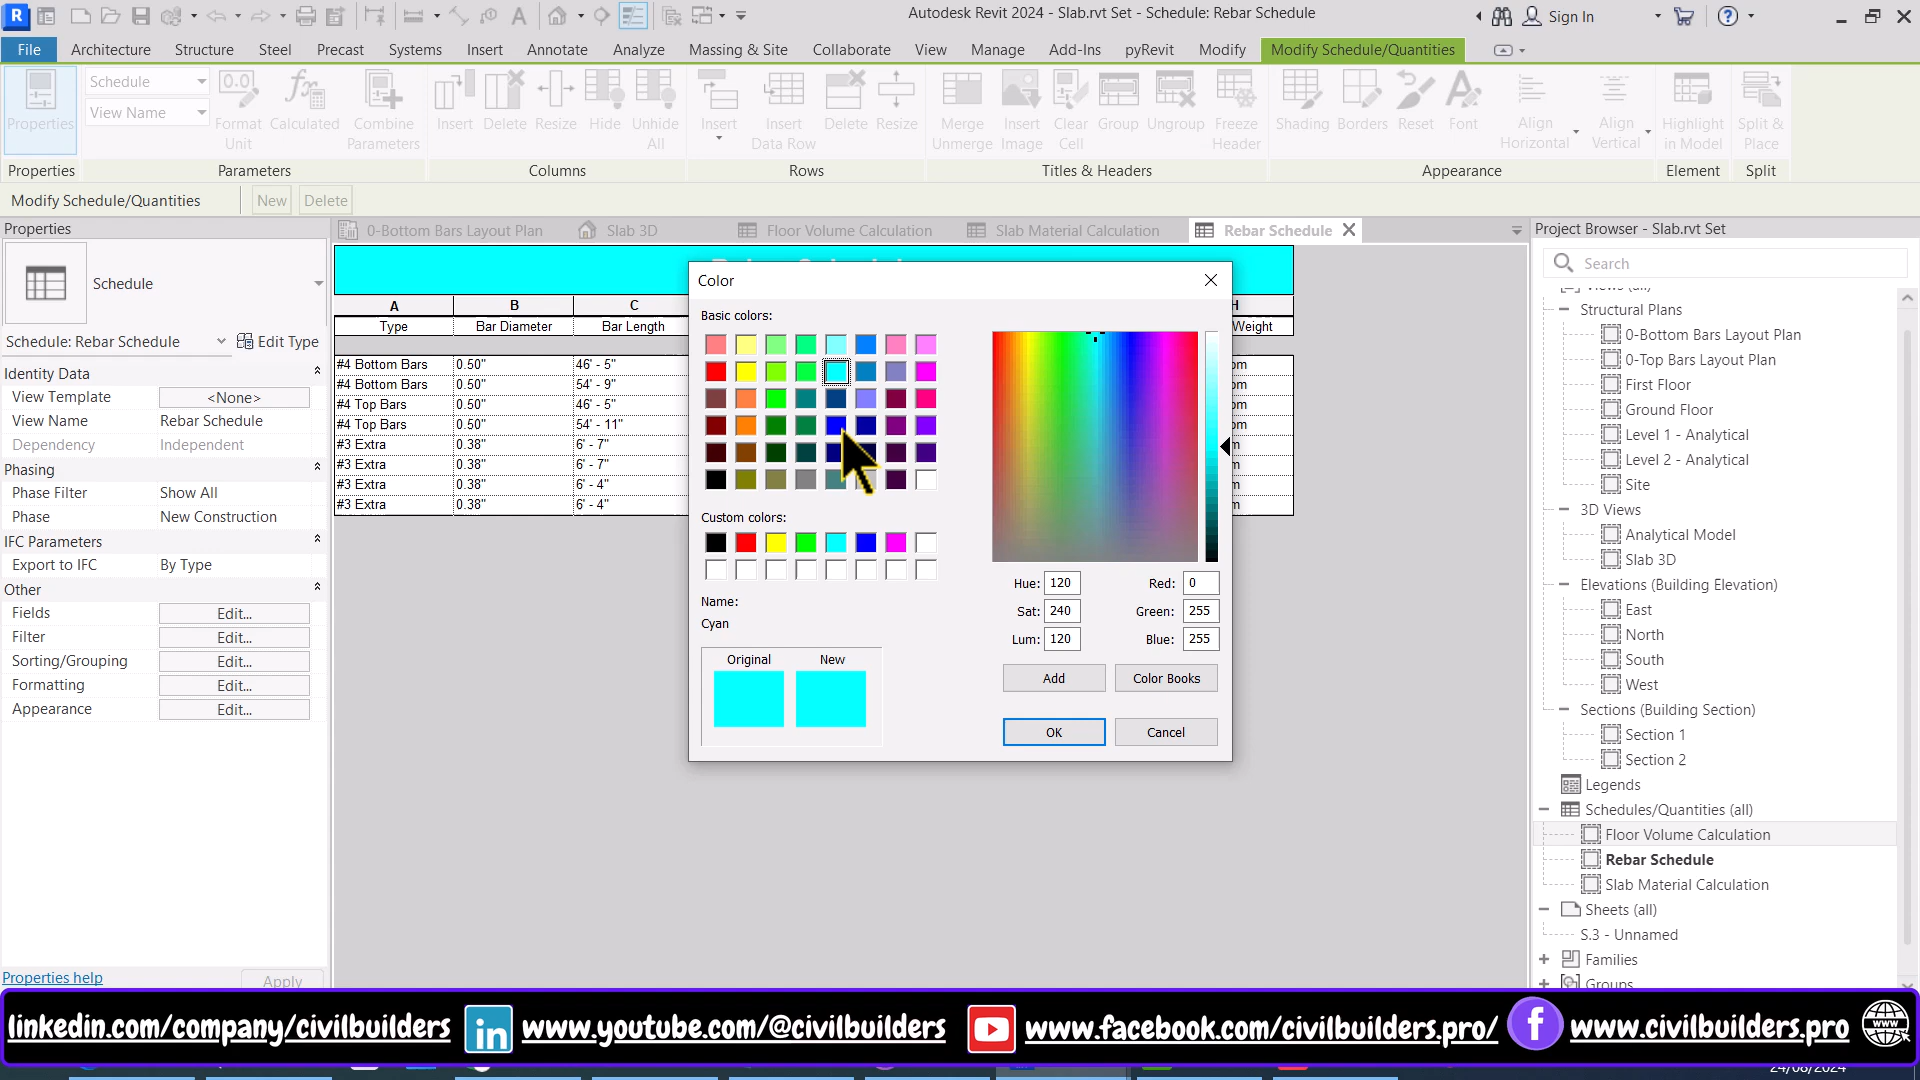 Autodesk Revit 2024 - Slab.rvt Set - Schedule: Rebar Schedule
Sign In
File Architecture Structure Steel Precast Systems Insert Annotate Analyze Massing & Site Collaborate View Manage Add-Ins pyRevit Modify Modify Schedule/Quantities
Properties
Schedule
View Name
Format Unit
Calculated
Combine Parameters
Insert Delete Resize Hide Unhide All
Insert
Insert Data Row
Delete Resize
Merge Unmerge
Insert Image
Clear Cell
Group Ungroup
Freeze Header
Shading Borders Reset Font
Align Horizontal
Align Vertical
Highlight in Model
Split & Place
Properties Parameters Columns Rows Titles & Headers Appearance Element Split
Modify Schedule/Quantities New Delete
Properties
Schedule
Schedule: Rebar Schedule Edit Type
Identity Data
View Template <None>
View Name Rebar Schedule
Dependency Independent
Phasing
Phase Filter Show All
Phase New Construction
IFC Parameters
Export to IFC By Type
Other
Fields Edit...
Filter Edit...
Sorting/Grouping Edit...
Formatting Edit...
Appearance Edit...
Properties help Apply
0-Bottom Bars Layout Plan Slab 3D Floor Volume Calculation Slab Material Calculation Rebar Schedule
A B C H
Type Bar Diameter Bar Length Weight
#4 Bottom Bars 0.50" 46' - 5"
#4 Bottom Bars 0.50" 54' - 9"
#4 Top Bars 0.50" 46' - 5"
#4 Top Bars 0.50" 54' - 11"
#3 Extra 0.38" 6' - 7"
#3 Extra 0.38" 6' - 7"
#3 Extra 0.38" 6' - 4"
#3 Extra 0.38" 6' - 4"
Color
Basic colors:
Custom colors:
Name:
Cyan
Original New
Hue: 120 Red: 0
Sat: 240 Green: 255
Lum: 120 Blue: 255
Add Color Books
OK Cancel
Project Browser - Slab.rvt Set
Search
Views (all)
Structural Plans
0-Bottom Bars Layout Plan
0-Top Bars Layout Plan
First Floor
Ground Floor
Level 1 - Analytical
Level 2 - Analytical
Site
3D Views
Analytical Model
Slab 3D
Elevations (Building Elevation)
East
North
South
West
Sections (Building Section)
Section 1
Section 2
Legends
Schedules/Quantities (all)
Floor Volume Calculation
Rebar Schedule
Slab Material Calculation
Sheets (all)
S.3 - Unnamed
Families
Groups
linkedin.com/company/civilbuilders www.youtube.com/@civilbuilders www.facebook.com/civilbuilders.pro/ www.civilbuilders.pro
24/08/2024